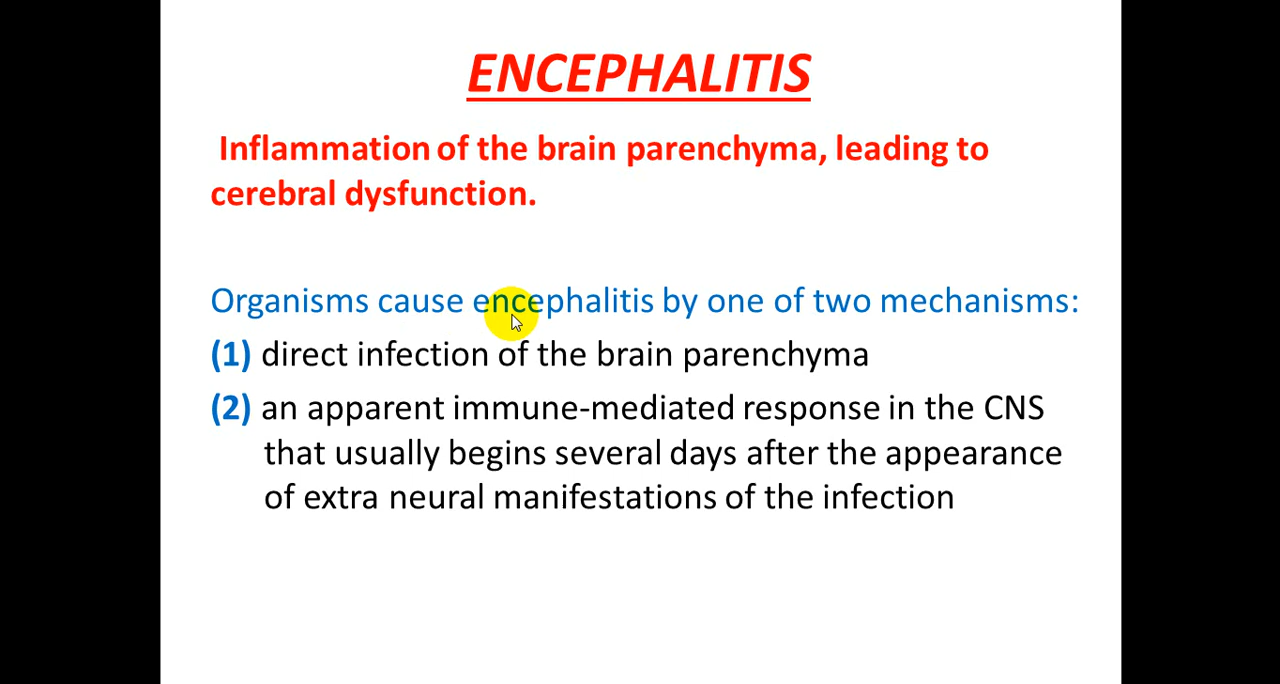 ENCEPHALITIS
Inflammation of the brain parenchyma, leading to
cerebral dysfunction.
Organisms cause encephalitis by one of two mechanisms:
(1) direct infection of the brain parenchyma
(2) an apparent immune-mediated response in the CNS
that usually begins several days after the appearance
of extra neural manifestations of the infection